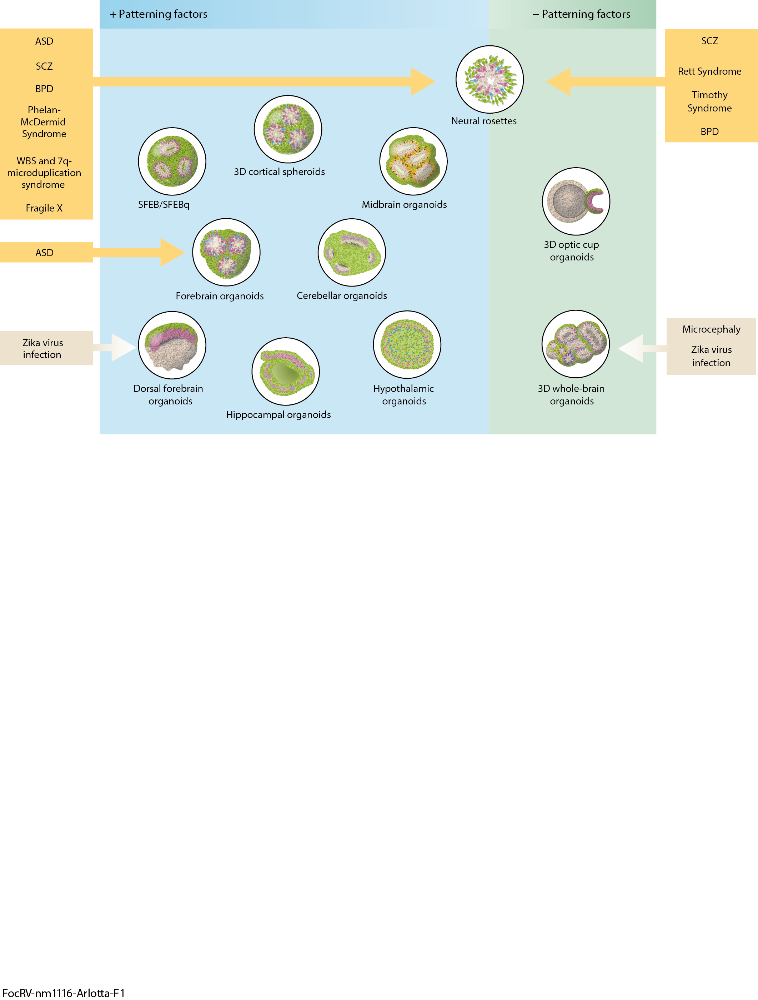 + Patterning factors
− Patterning factors
ASD
SCZ
BPD
Phelan-
McDermid
Syndrome
WBS and 7q-
microduplication
syndrome
Fragile X
SCZ
Rett Syndrome
Timothy
Syndrome
BPD
Neural rosettes
3D cortical spheroids
SFEB/SFEBq
Midbrain organoids
3D optic cup
organoids
ASD
Forebrain organoids
Cerebellar organoids
Zika virus
infection
Microcephaly
Zika virus
infection
Dorsal forebrain
organoids
Hippocampal organoids
Hypothalamic
organoids
3D whole-brain
organoids
FocRV-nm1116-Arlotta-F1